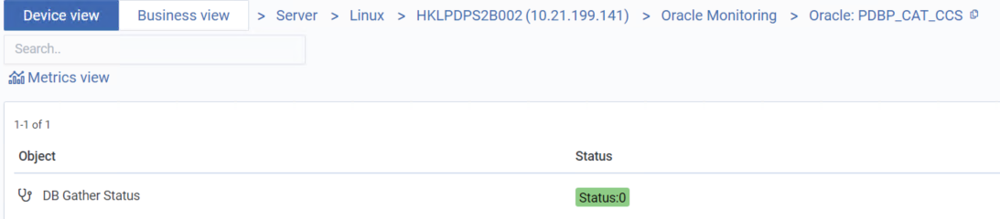 Device view Business view > Server > Linux > HKLPDPS2B002 (10.21.199.141) > Oracle Monitoring > Oracle: PDBP_CAT_CCS
Search..
Metrics view
1-1 of 1
Object Status
DB Gather Status Status:0